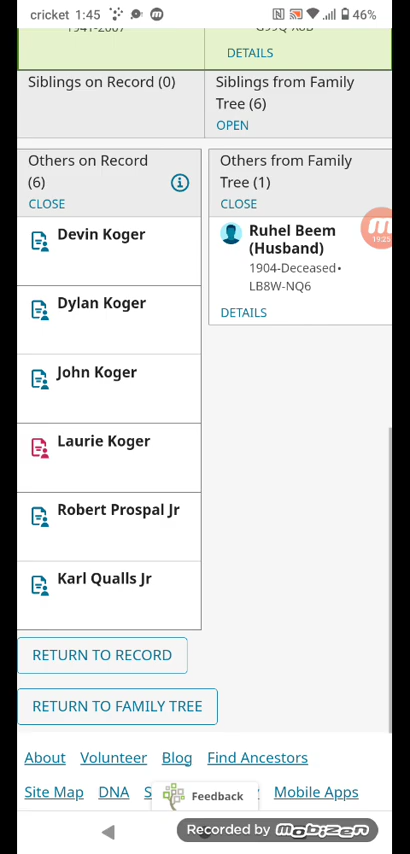 cricket 1:45 46%
DETAILS
Siblings on Record (0)
Siblings from Family
Tree (6)
OPEN
Others on Record
(6)
CLOSE
Others from Family
Tree (1)
CLOSE
Devin Koger
Dylan Koger
John Koger
Laurie Koger
Robert Prospal Jr
Karl Qualls Jr
Ruhel Beem
(Husband)
1904-Deceased•
LB8W-NQ6
DETAILS
19:25
RETURN TO RECORD
RETURN TO FAMILY TREE
About Volunteer Blog Find Ancestors
Site Map DNA S Mobile Apps
Feedback
Recorded by mobizen